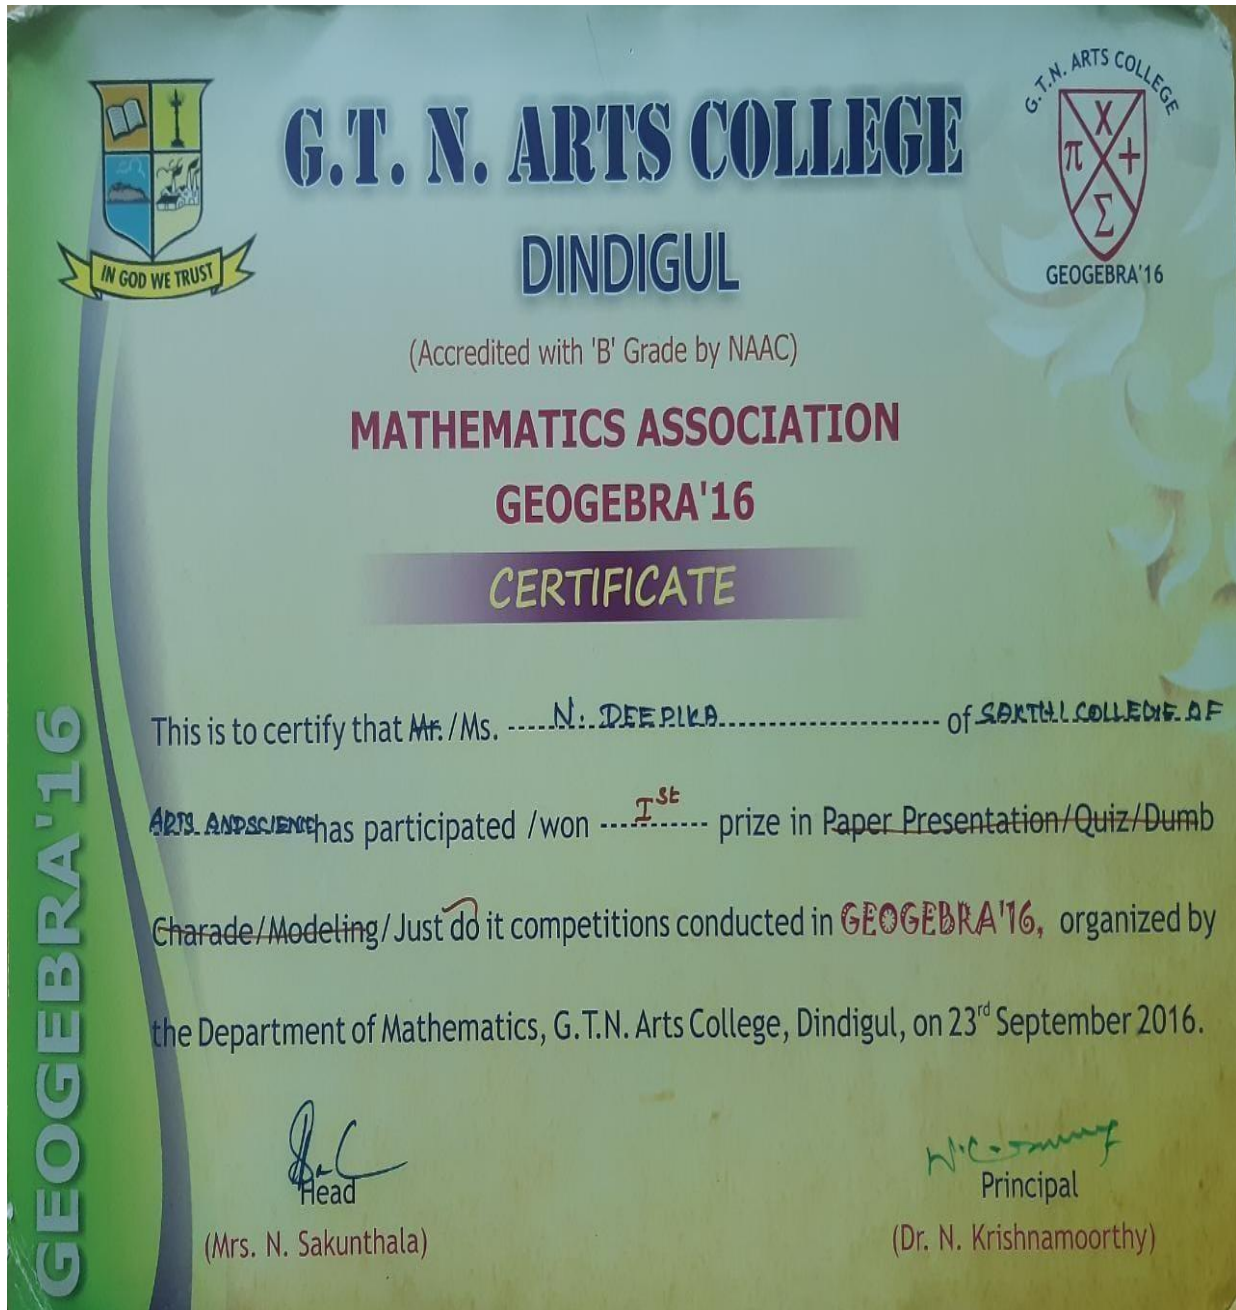 G.T.N. ARTS COLLEGE
G.T. N. ARTS COLLEGE
X
π +
Σ
DINDIGUL
IN GOD WE TRUST
GEOGEBRA'16
(Accredited with 'B' Grade by NAAC)
MATHEMATICS ASSOCIATION
GEOGEBRA'16
CERTIFICATE
This is to certify that Mr. /Ms. N. DEEPIKA of SAKTHI COLLEGE OF
ARTS AND SCIENCE has participated /won Ist prize in Paper Presentation/Quiz/Dumb
Charade/Modeling/Just do it competitions conducted in GEOGEBRA'16, organized by
the Department of Mathematics, G.T.N. Arts College, Dindigul, on 23rd September 2016.
Head
(Mrs. N. Sakunthala)
Principal
(Dr. N. Krishnamoorthy)
GEOGEBRA'16